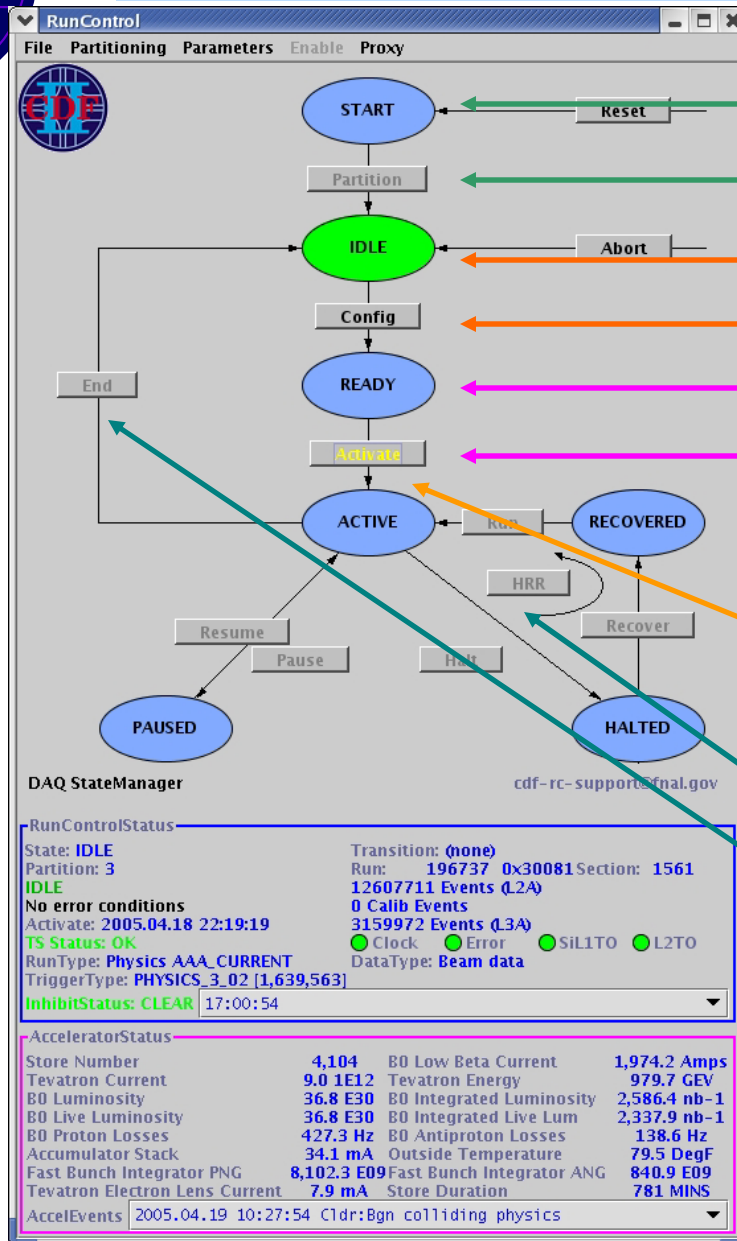 RunControl
File Partitioning Parameters Enable Proxy
CDF
II
START
Reset
Partition
IDLE
Abort
Config
End
READY
Activate
ACTIVE
Run
RECOVERED
HRR
Resume
Recover
Pause
Halt
PAUSED
HALTED
DAQ StateManager
cdf-rc-support@fnal.gov
RunControlStatus
State: IDLE Transition: (none)
Partition: 3 Run: 196737 0x30081 Section: 1561
IDLE 12607711 Events (L2A)
No error conditions 0 Calib Events
Activate: 2005.04.18 22:19:19 3159972 Events (L3A)
TS Status: OK Clock Error SiL1TO L2TO
RunType: Physics AAA_CURRENT DataType: Beam data
TriggerType: PHYSICS_3_02 [1,639,563]
InhibitStatus: CLEAR 17:00:54
AcceleratorStatus
Store Number 4,104 B0 Low Beta Current 1,974.2 Amps
Tevatron Current 9.0 1E12 Tevatron Energy 979.7 GEV
B0 Luminosity 36.8 E30 B0 Integrated Luminosity 2,586.4 nb-1
B0 Live Luminosity 36.8 E30 B0 Integrated Live Lum 2,337.9 nb-1
B0 Proton Losses 427.3 Hz B0 Antiproton Losses 138.6 Hz
Accumulator Stack 34.1 mA Outside Temperature 79.5 DegF
Fast Bunch Integrator PNG 8,102.3 E09 Fast Bunch Integrator ANG 840.9 E09
Tevatron Electron Lens Current 7.9 mA Store Duration 781 MINS
AccelEvents 2005.04.19 10:27:54 Cldr:Bgn colliding physics